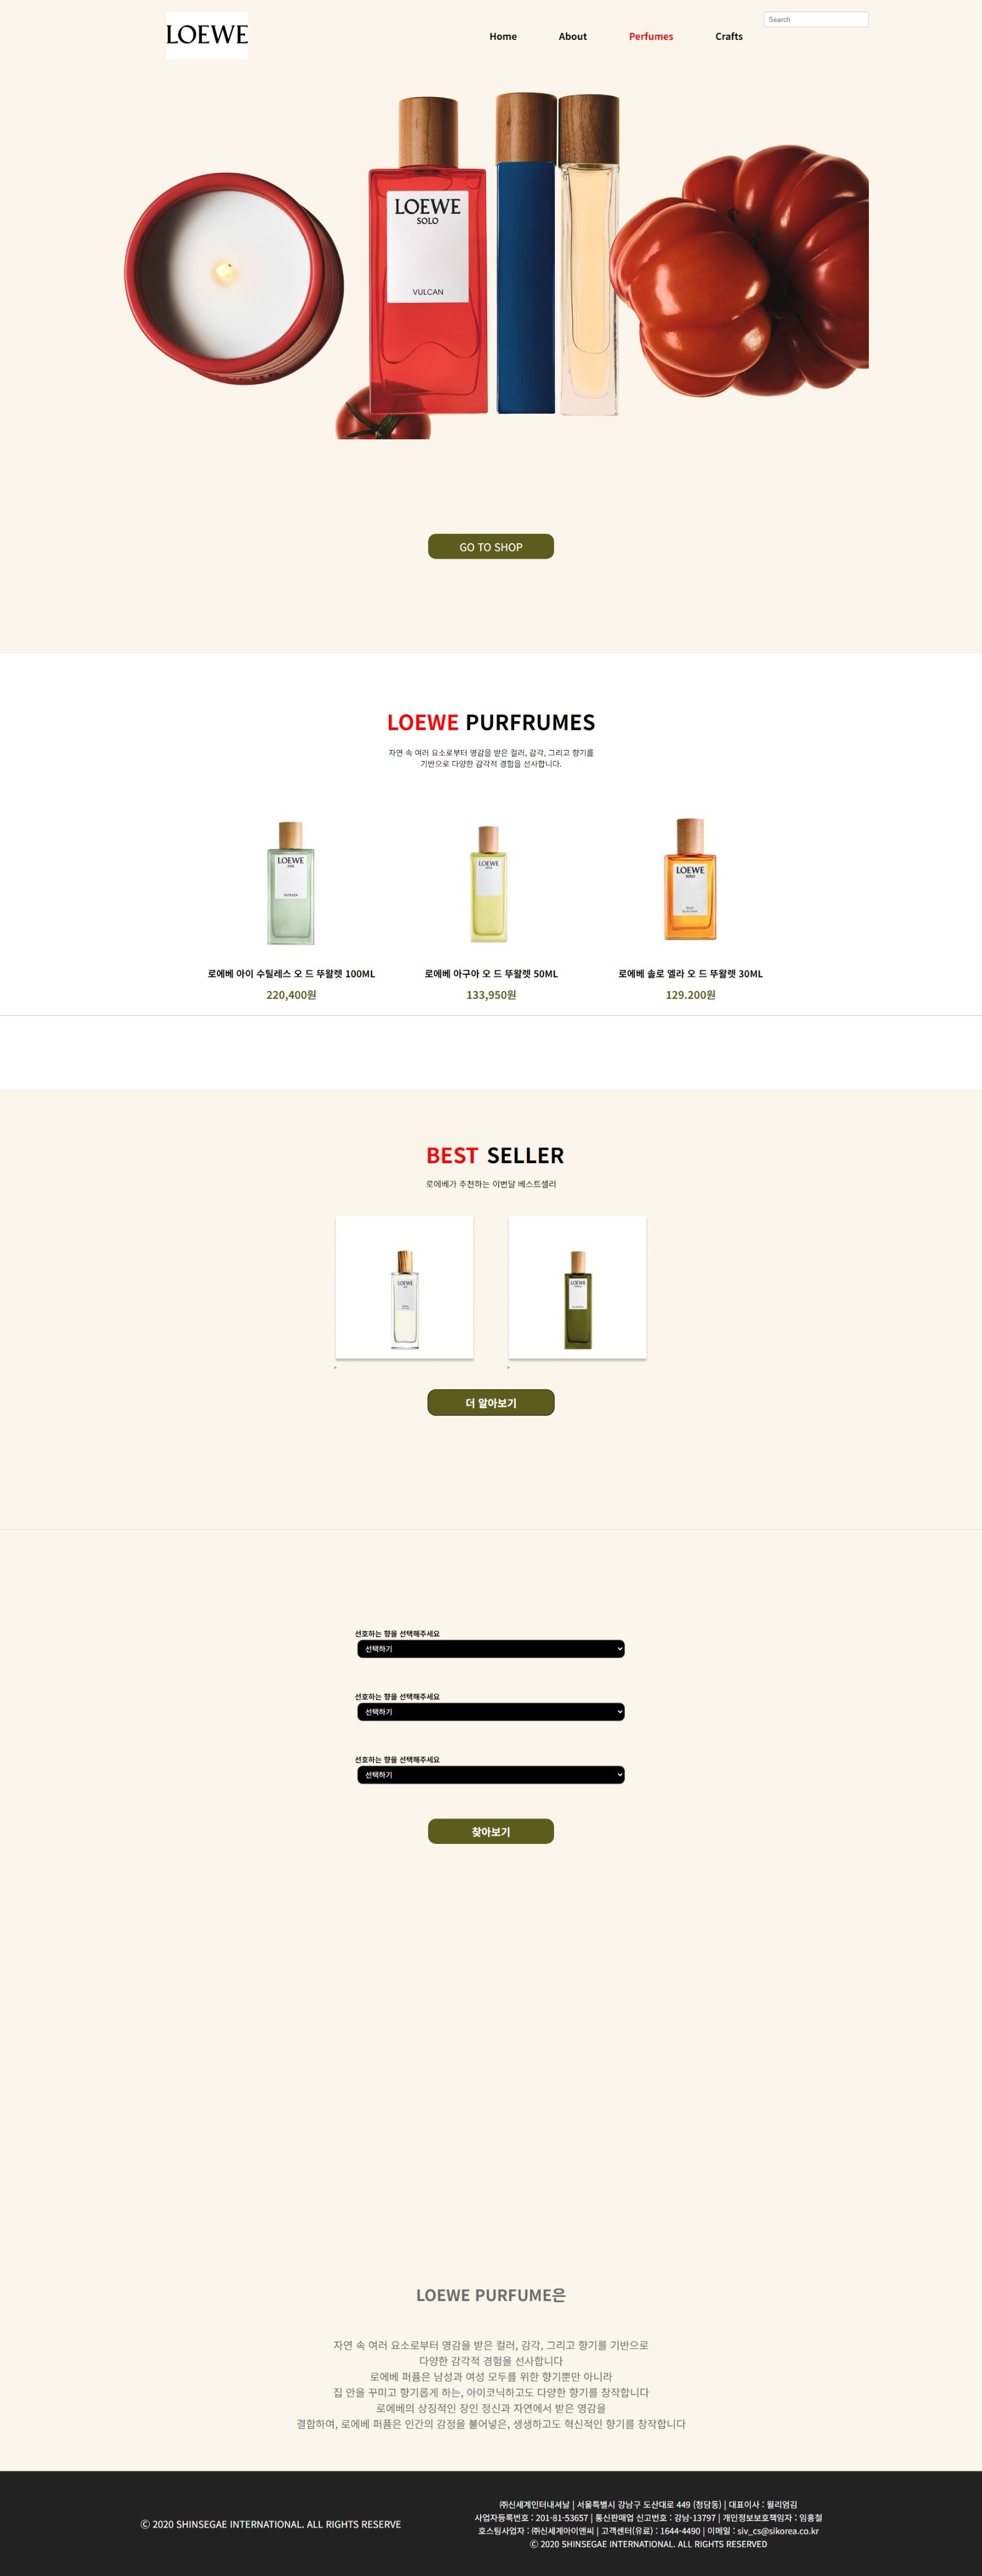 LOEWE
Home
About
Perfumes
Crafts
Search
LOEWE
SOLO
VULCAN
GO TO SHOP
LOEWE PURFRUMES
자연 속 여러 요소로부터 영감을 받은 컬러, 감각, 그리고 향기를
기반으로 다양한 감각적 경험을 선사합니다.
LOEWE
LOEWE
SOLO
LOEWE
SOLO
로에베 아이 수틸레스 오 드 뚜왈렛 100ML
로에베 아구아 오 드 뚜왈렛 50ML
로에베 솔로 엘라 오 드 뚜왈렛 30ML
220,400원
133,950원
129.200원
BEST SELLER
로에베가 추천하는 이번달 베스트셀러
LOEWE
LOEWE
>
>
더 알아보기
선호하는 향을 선택해주세요
선택하기
선호하는 향을 선택해주세요
선택하기
선호하는 향을 선택해주세요
선택하기
찾아보기
LOEWE PURFUME은
자연 속 여러 요소로부터 영감을 받은 컬러, 감각, 그리고 향기를 기반으로
다양한 감각적 경험을 선사합니다
로에베 퍼퓸은 남성과 여성 모두를 위한 향기뿐만 아니라
집 안을 꾸미고 향기롭게 하는, 아이코닉하고도 다양한 향기를 창작합니다
로에베의 상징적인 장인 정신과 자연에서 받은 영감을
결합하여, 로에베 퍼퓸은 인간의 감정을 불어넣은, 생생하고도 혁신적인 향기를 창작합니다
Ⓒ 2020 SHINSEGAE INTERNATIONAL. ALL RIGHTS RESERVE
㈜신세계인터내셔날 | 서울특별시 강남구 도산대로 449 (청담동) | 대표이사 : 윌리엄김
사업자등록번호 : 201-81-53657 | 통신판매업 신고번호 : 강남-13797 | 개인정보보호책임자 : 임홍철
호스팅사업자 : ㈜신세계아이앤씨 | 고객센터(유료) : 1644-4490 | 이메일 : siv_cs@sikorea.co.kr
Ⓒ 2020 SHINSEGAE INTERNATIONAL. ALL RIGHTS RESERVED